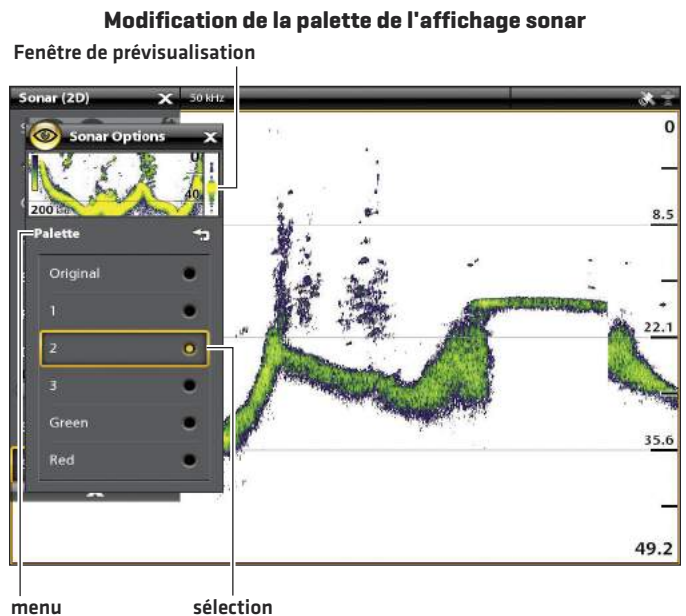 Modification de la palette de l'affichage sonar
Fenêtre de prévisualisation
Sonar (2D)
50 kHz
Sonar Options
200
40
Palette
Original
1
2
3
Green
Red
0
8.5
22.1
35.6
49.2
menu
sélection